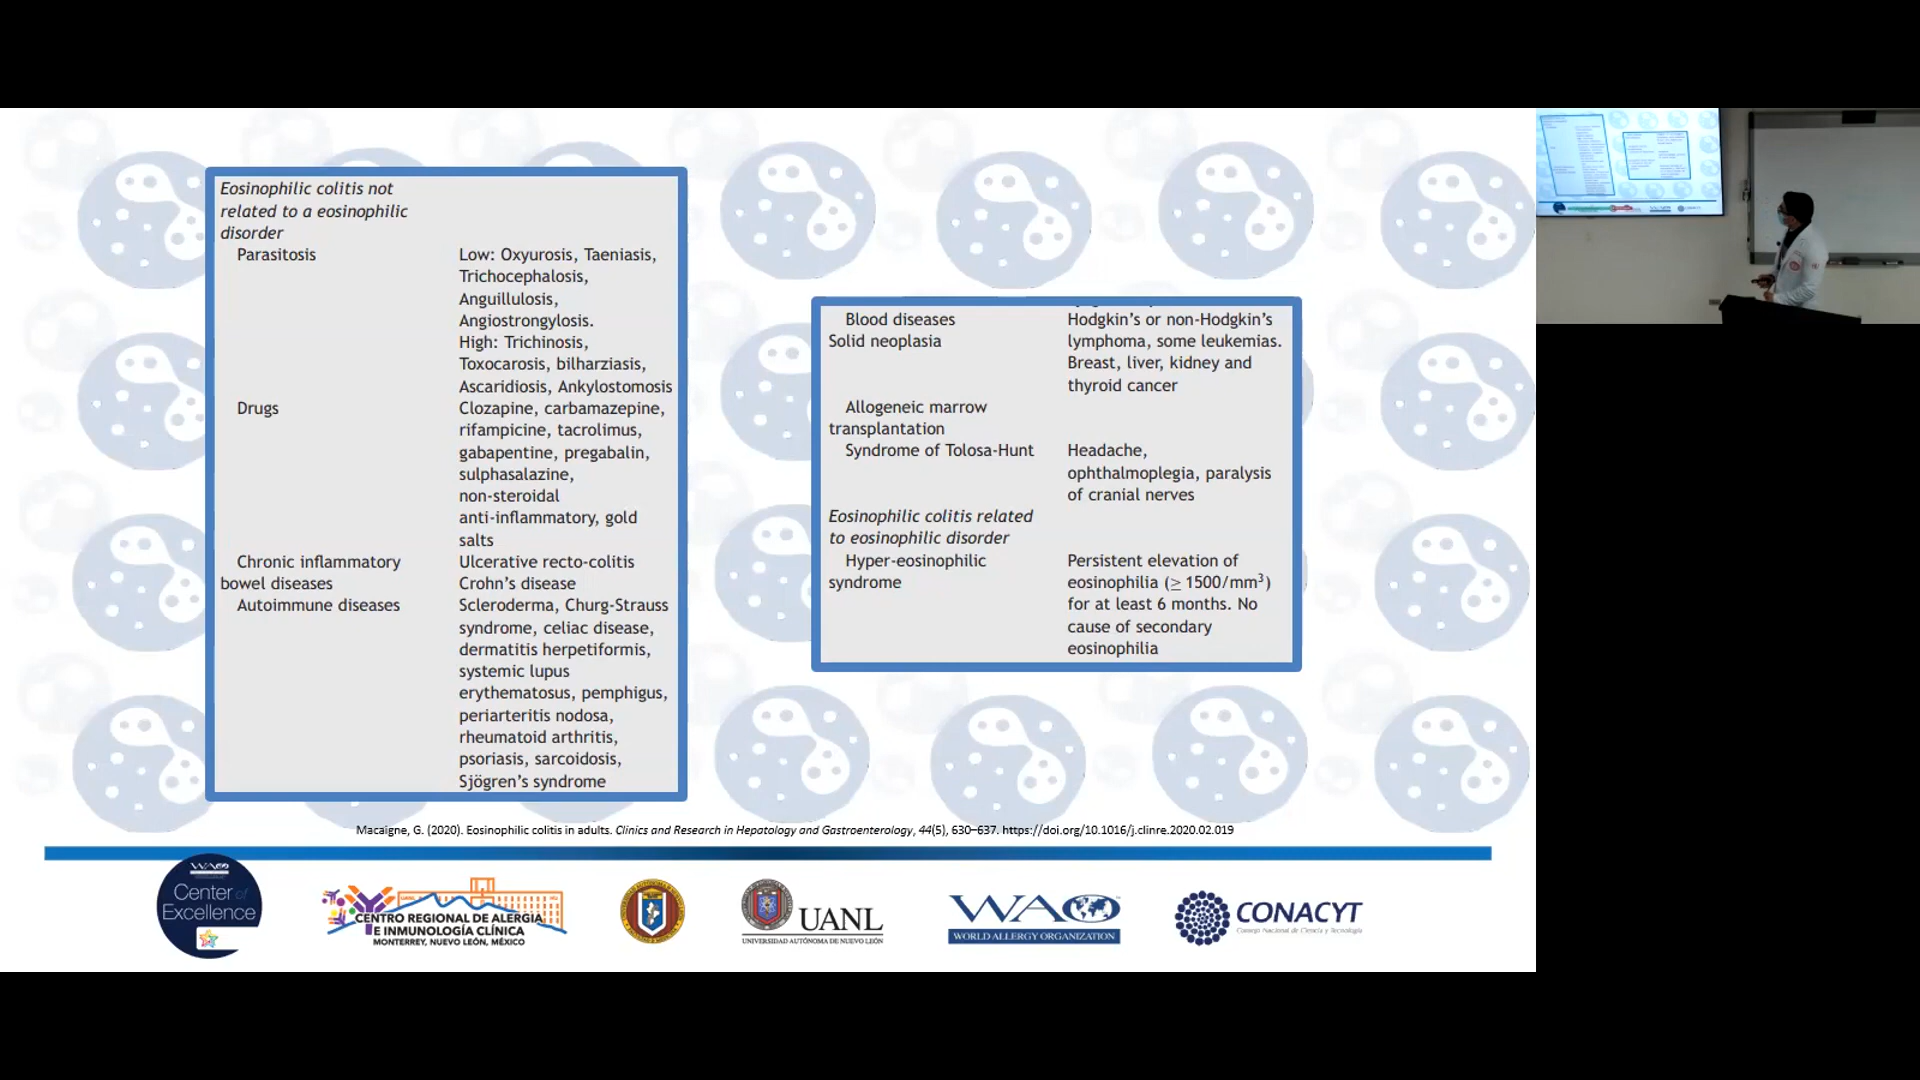 Eosinophilic colitis not
related to a eosinophilic
disorder
Parasitosis
Low: Oxyurosis, Taeniasis,
Trichocephalosis,
Anguillulosis,
Angiostrongylosis.
High: Trichinosis,
Toxocarosis, bilharziasis,
Ascaridiosis, Ankylostomosis
Drugs
Clozapine, carbamazepine,
rifampicine, tacrolimus,
gabapentine, pregabalin,
sulphasalazine,
non-steroidal
anti-inflammatory, gold
salts
Chronic inflammatory
bowel diseases
Ulcerative recto-colitis
Crohn's disease
Autoimmune diseases
Scleroderma, Churg-Strauss
syndrome, celiac disease,
dermatitis herpetiformis,
systemic lupus
erythematosus, pemphigus,
periarteritis nodosa,
rheumatoid arthritis,
psoriasis, sarcoidosis,
Sjögren's syndrome
Blood diseases
Solid neoplasia
Hodgkin's or non-Hodgkin's
lymphoma, some leukemias.
Breast, liver, kidney and
thyroid cancer
Allogeneic marrow
transplantation
Syndrome of Tolosa-Hunt
Headache,
ophthalmoplegia, paralysis
of cranial nerves
Eosinophilic colitis related
to eosinophilic disorder
Hyper-eosinophilic
syndrome
Persistent elevation of
eosinophilia (≥ 1500/mm³)
for at least 6 months. No
cause of secondary
eosinophilia
Macaigne, G. (2020). Eosinophilic colitis in adults. Clinics and Research in Hepatology and Gastroenterology, 44(5), 630–637. https://doi.org/10.1016/j.clinre.2020.02.019
WAO
Center of
Excellence
CENTRO REGIONAL DE ALERGIA
E INMUNOLOGÍA CLÍNICA
MONTERREY, NUEVO LEÓN, MÉXICO
UANL
UNIVERSIDAD AUTÓNOMA DE NUEVO LEÓN
WAO
WORLD ALLERGY ORGANIZATION
CONACYT
Consejo Nacional de Ciencia y Tecnología